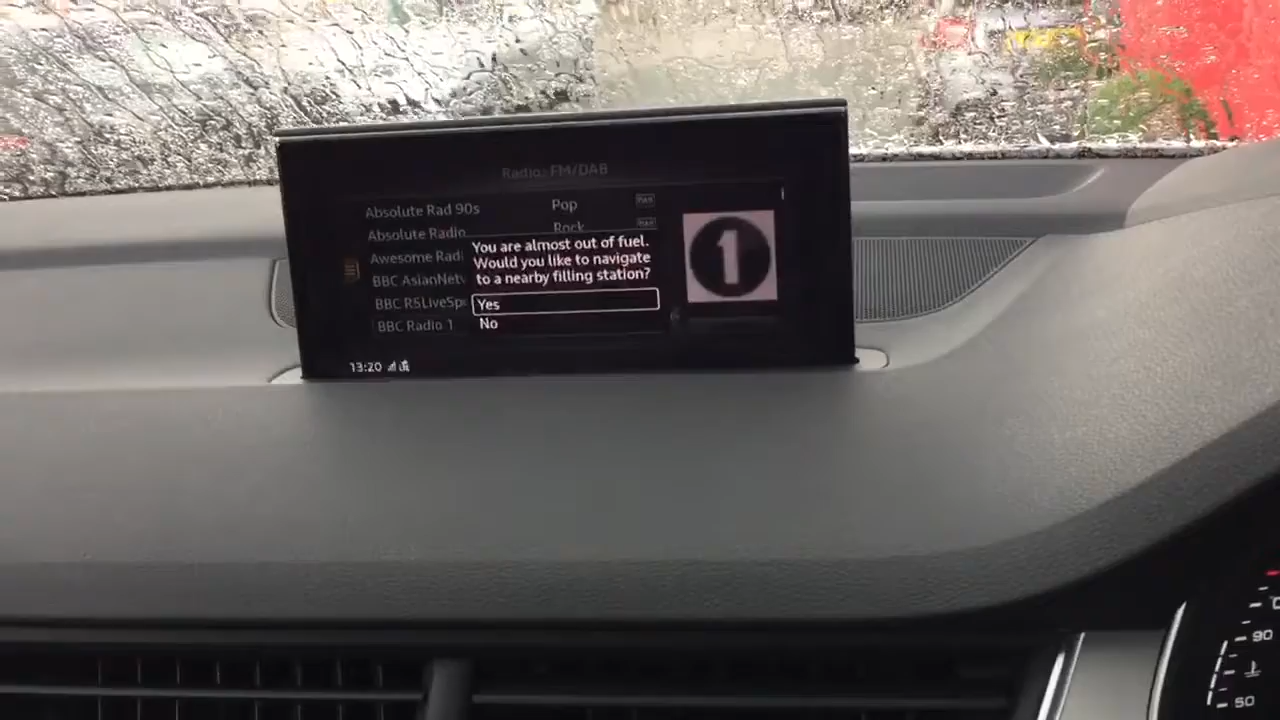 Radio: FM/DAB
Absolute Rad 90s Pop
Absolute Radio Rock
Awesome Radi
BBC AsianNetw
BBC R5LiveSp
BBC Radio 1
You are almost out of fuel.
Would you like to navigate
to a nearby filling station?
Yes
No
1
13:20
90
50